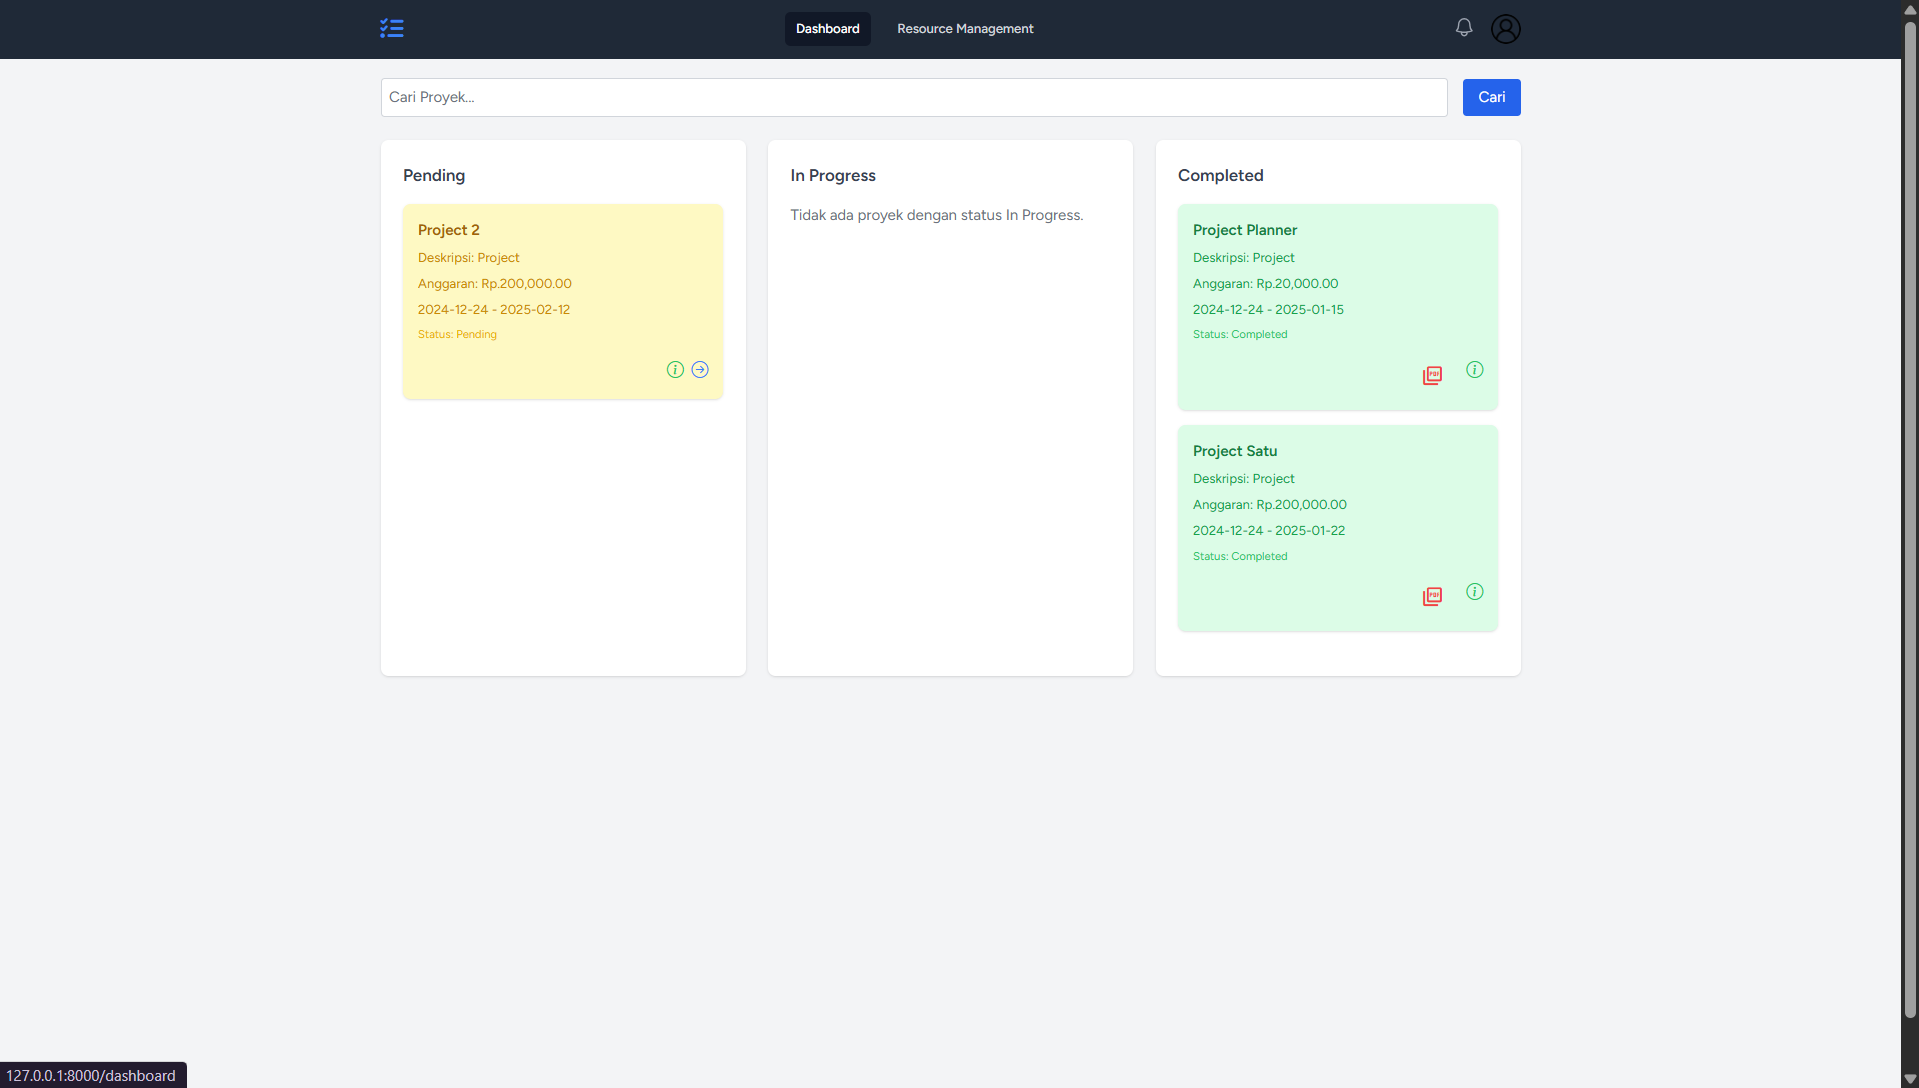 Dashboard
Resource Management
Cari Proyek...
Cari
Pending
Project 2
Deskripsi: Project
Anggaran: Rp.200,000.00
2024-12-24 - 2025-02-12
Status: Pending
In Progress
Tidak ada proyek dengan status In Progress.
Completed
Project Planner
Deskripsi: Project
Anggaran: Rp.20,000.00
2024-12-24 - 2025-01-15
Status: Completed
PDF
Project Satu
Deskripsi: Project
Anggaran: Rp.200,000.00
2024-12-24 - 2025-01-22
Status: Completed
PDF
127.0.0.1:8000/dashboard